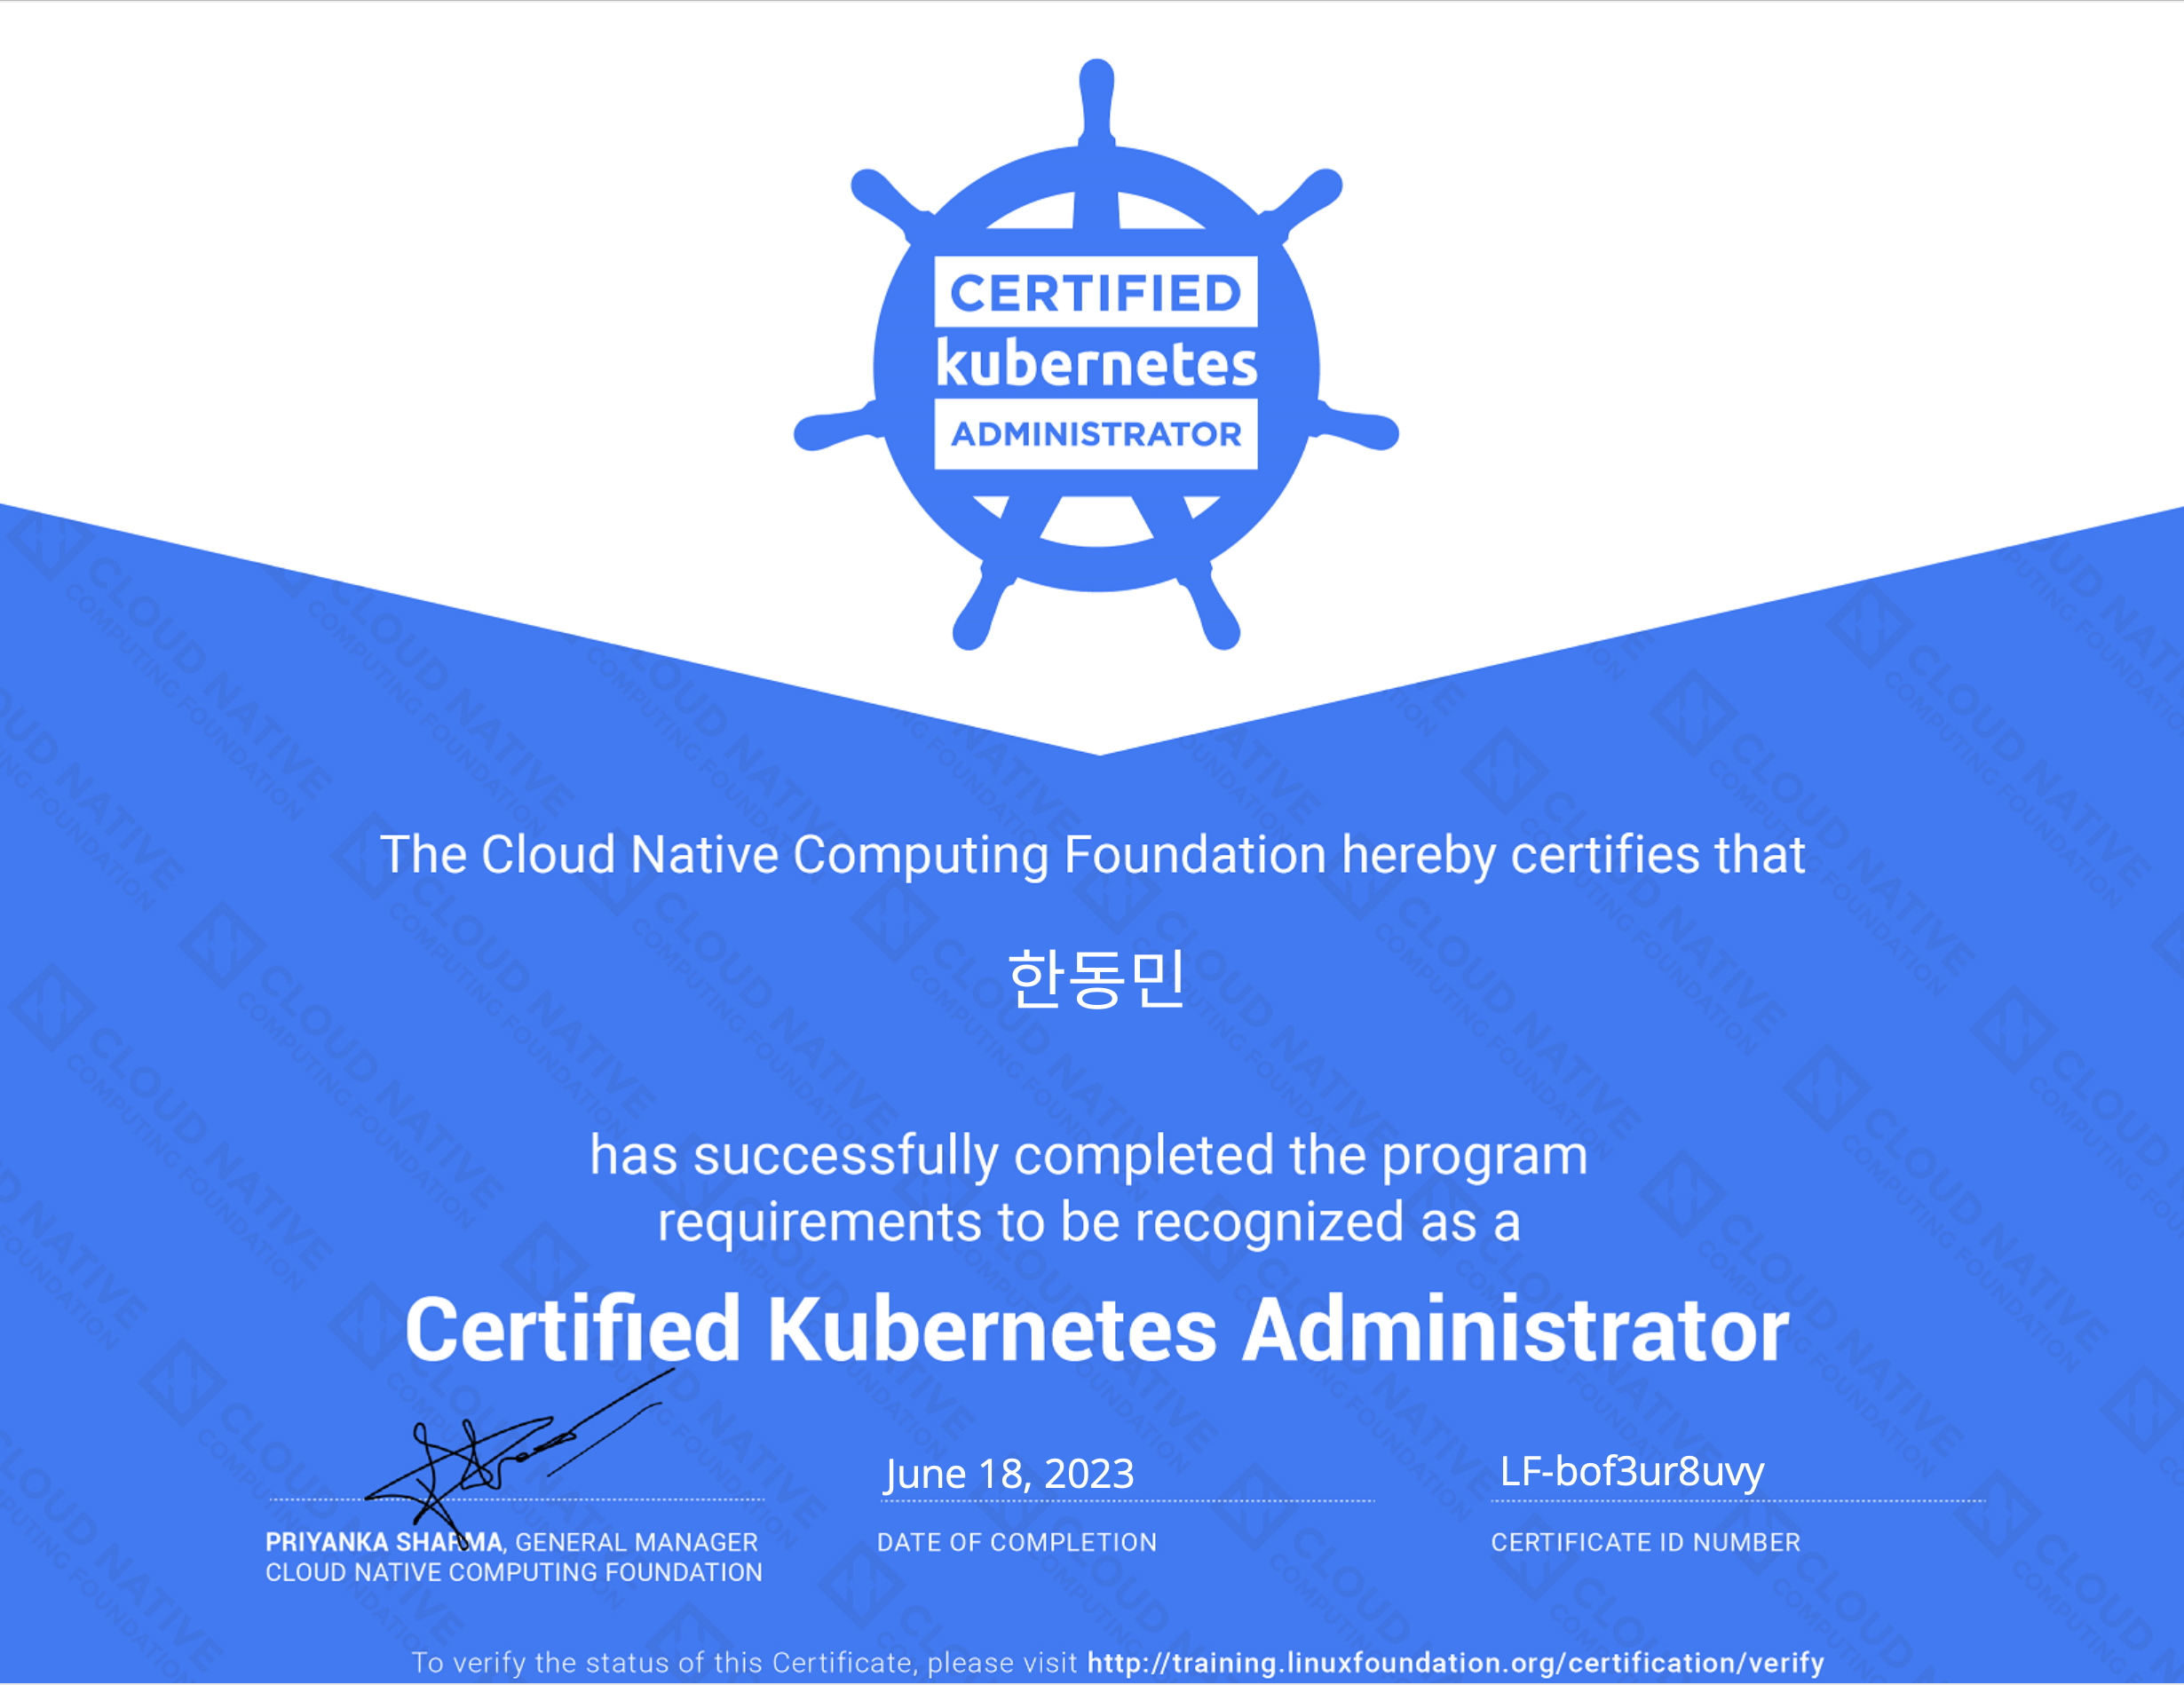 CERTIFIED
kubernetes
ADMINISTRATOR
The Cloud Native Computing Foundation hereby certifies that
한동민
has successfully completed the program
requirements to be recognized as a
Certified Kubernetes Administrator
June 18, 2023
LF-bof3ur8uvy
PRIYANKA SHARMA, GENERAL MANAGER
CLOUD NATIVE COMPUTING FOUNDATION
DATE OF COMPLETION
CERTIFICATE ID NUMBER
To verify the status of this Certificate, please visit http://training.linuxfoundation.org/certification/verify